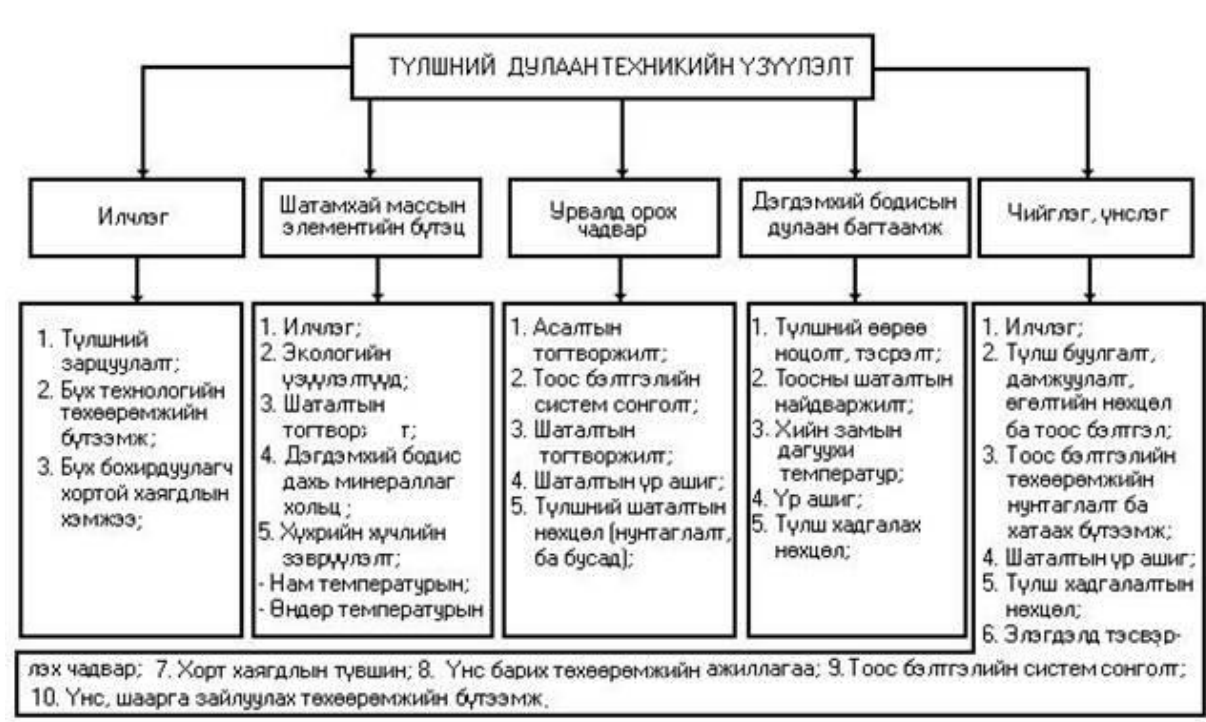 ТҮЛШНИЙ ДУЛААНТЕХНИКИЙН ҮЗҮҮЛЭЛТ
Илчлэг
Шатамхай массын
элементийн бүтэц
Урвалд орох
чадвар
Дэгдэмхий бодисын
дулаан багтаамж
Чийглэг, үнслэг
1. Түлшний
зарцуулалт;
2. Бүх технологийн
төхөөрөмжийн
бүтээмж;
3. Бүх бохирдуулагч
хортой хаягдлын
хэмжээ;
1. Илчлэг;
2. Экологийн
үзүүлэлтүүд;
3. Шаталтын
4. Дэгдэмхий бодис
дахь минераллаг
хольц;
5. Хүхрийн хүчлийн
зэврүүлэлт;
- Нам температурын;
- Өндөр температурын
1. Асалтын
тогтворжилт;
2. Тоос бэлтгэлийн
систем сонголт;
3. Шаталтын
тогтворжилт;
4. Шаталтын үр ашиг;
5. Түлшний шаталтын
нөхцөл (нунтаглалт,
ба бусад);
1. Түлшний өөрөө
ноцолт, тэсрэлт;
2. Тоосны шаталтын
найдваржилт;
3. Хийн замын
дагуухи
температур;
4. Үр ашиг;
5. Түлш хадгалах
нөхцөл;
1. Илчлэг;
2. Түлш буулгалт,
дамжуулалт,
өгөлтийн нөхцөл
ба тоос бэлтгэл;
3. Тоос бэлтгэлийн
төхөөрөмжийн
нунтаглалт ба
хатаах бүтээмж;
4. Шаталтын үр ашиг;
5. Түлш хадгалалтын
нөхцөл;
6. Элэгдэлд тэсвэр-
лэх чадвар; 7. Хорт хаягдлын түвшин; 8. Үнс барих төхөөрөмжийн ажиллагаа; 9. Тоос бэлтгэлийн систем сонголт;
10. Үнс, шаарга зайлуулах төхөөрөмжийн бүтээмж.